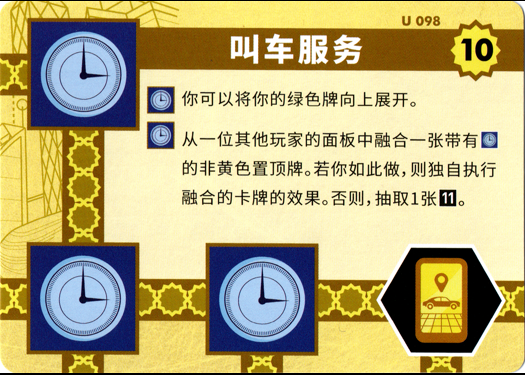 U 098
叫车服务
10
你可以将你的绿色牌向上展开。
从一位其他玩家的面板中融合一张带有
的非黄色置顶牌。若你如此做,则独自执行
融合的卡牌的效果。否则,抽取1张11。